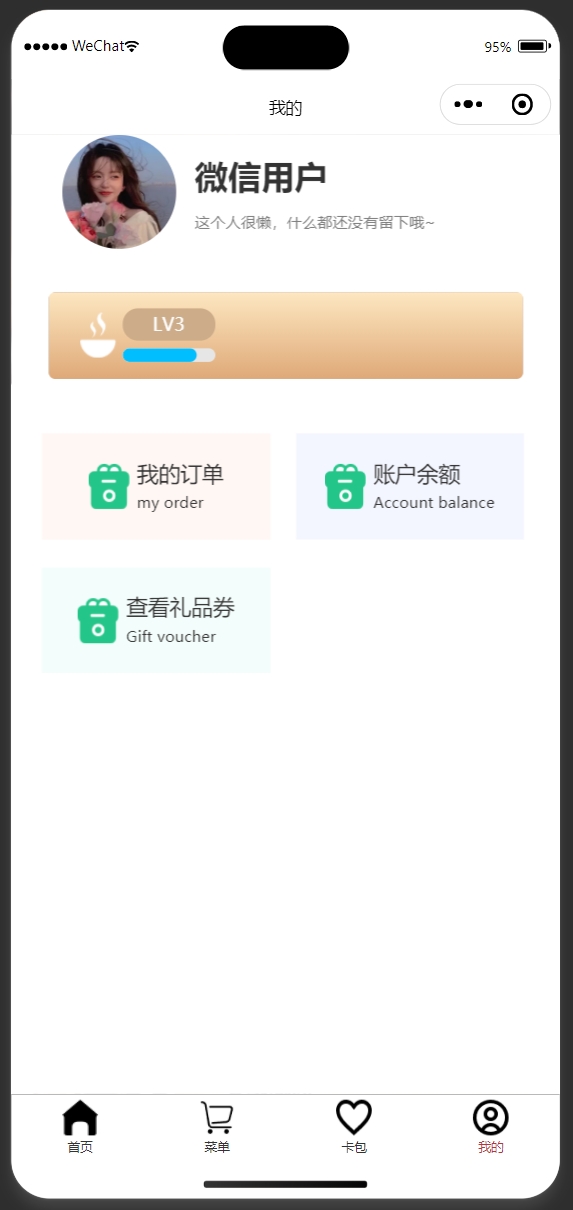 ●●●●● WeChat 95%
我的
微信用户
这个人很懒，什么都还没有留下哦~
LV3
我的订单
my order
账户余额
Account balance
查看礼品券
Gift voucher
首页 菜单 卡包 我的